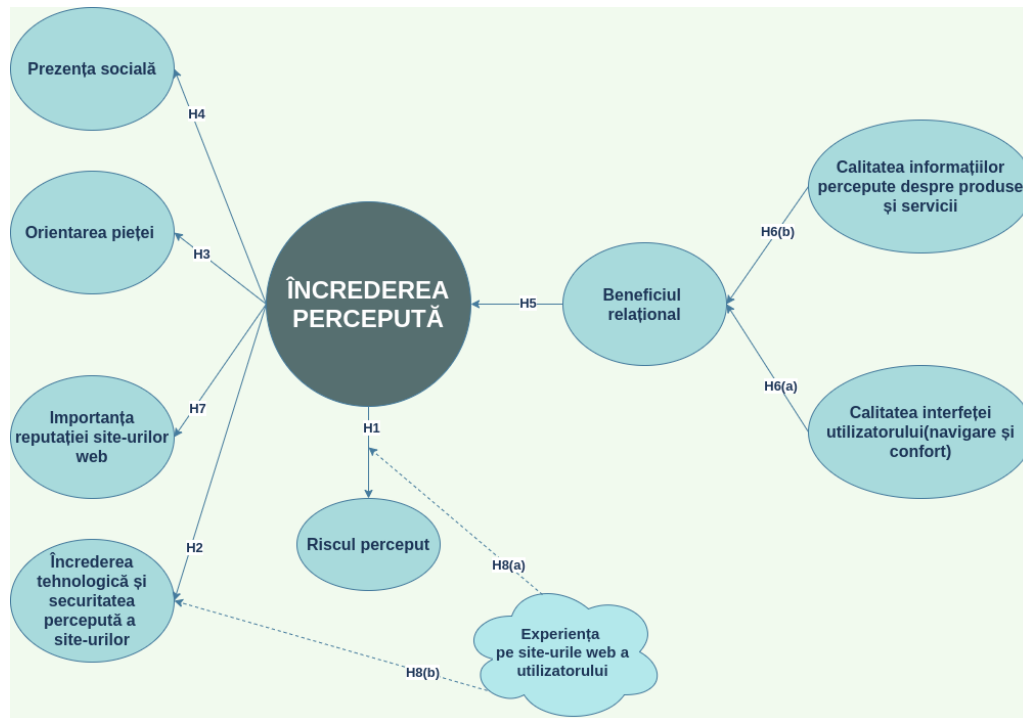 Prezența socială
H4
Orientarea pieței
H3
Importanța
reputației site-urilor
web
H7
Încrederea
tehnologică și
securitatea
percepută a
site-urilor
H2
ÎNCREDEREA
PERCEPUTĂ
H1
Riscul perceput
H5
Beneficiul
relațional
H6(b)
Calitatea informațiilor
percepute despre produse
și servicii
H6(a)
Calitatea interfeței
utilizatorului(navigare și
confort)
H8(a)
Experiența
pe site-urile web a
utilizatorului
H8(b)